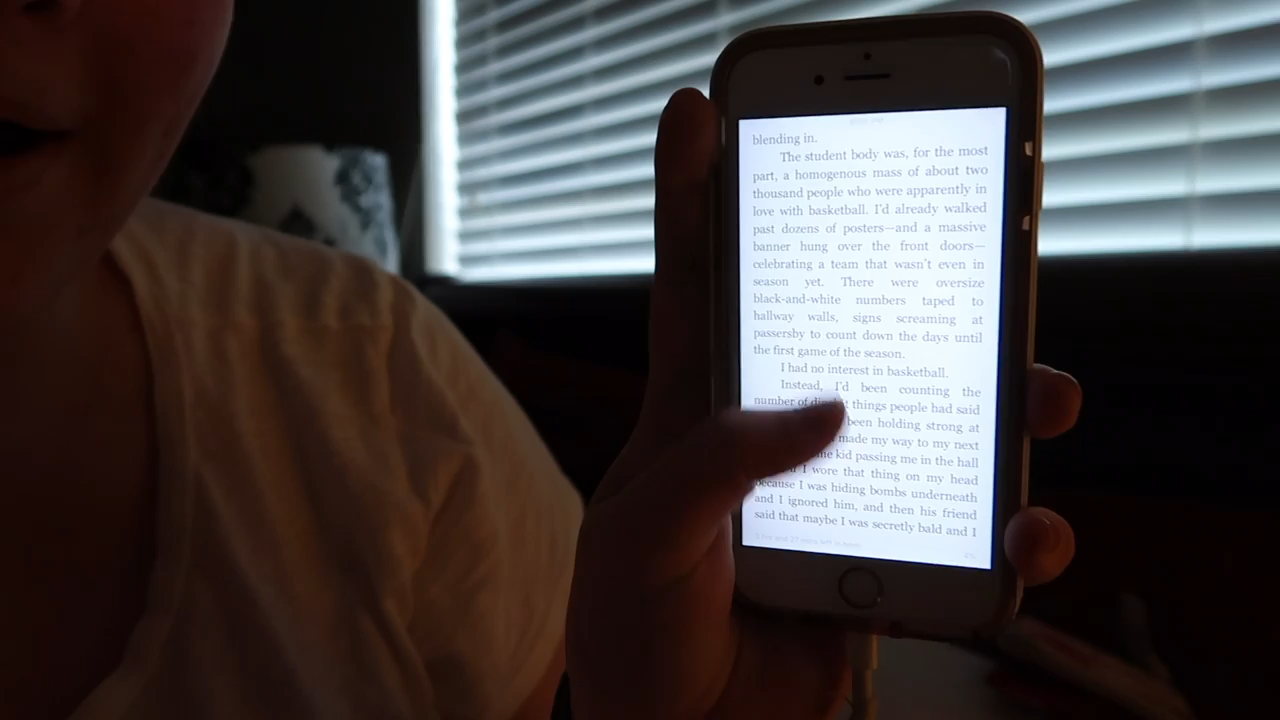 blending in.
The student body was, for the most
part, a homogenous mass of about two
thousand people who were apparently in
love with basketball. I'd already walked
past dozens of posters—and a massive
banner hung over the front doors—
celebrating a team that wasn't even in
season yet. There were oversize
black-and-white numbers taped to
hallway walls, signs screaming at
passersby to count down the days until
the first game of the season.
I had no interest in basketball.
Instead, I'd been counting the
number of things people had said
been holding strong at
made my way to my next
kid passing me in the hall
I wore that thing on my head
because I was hiding bombs underneath
and I ignored him, and then his friend
said that maybe I was secretly bald and I